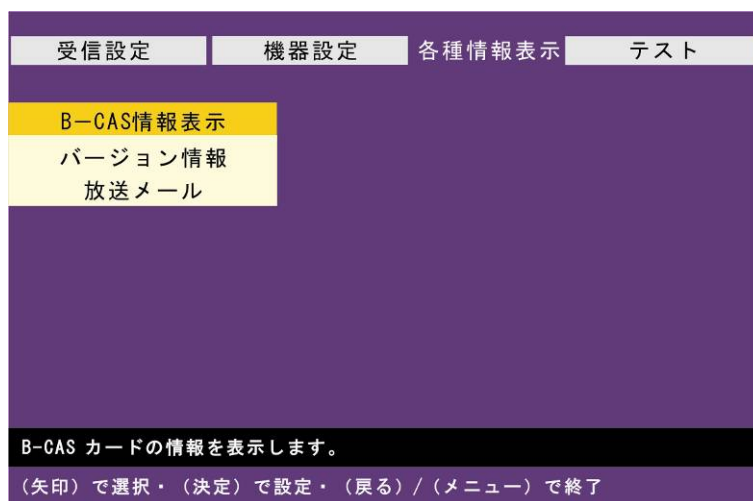 受信設定 機器設定 各種情報表示 テスト
B－CAS情報表示
バージョン情報
放送メール
B-CAS カードの情報を表示します。
（矢印）で選択・（決定）で設定・（戻る）/（メニュー）で終了